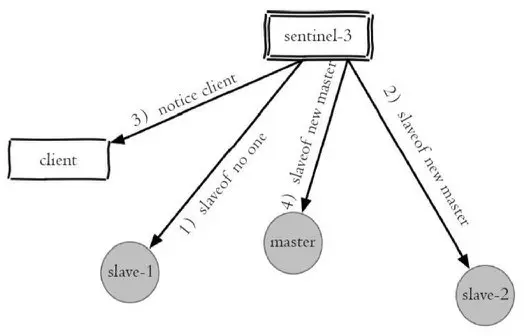 sentinel-3
3) notice client
1) slaveof no one
4) slaveof new master
2) slaveof new master
client
slave-1
master
slave-2